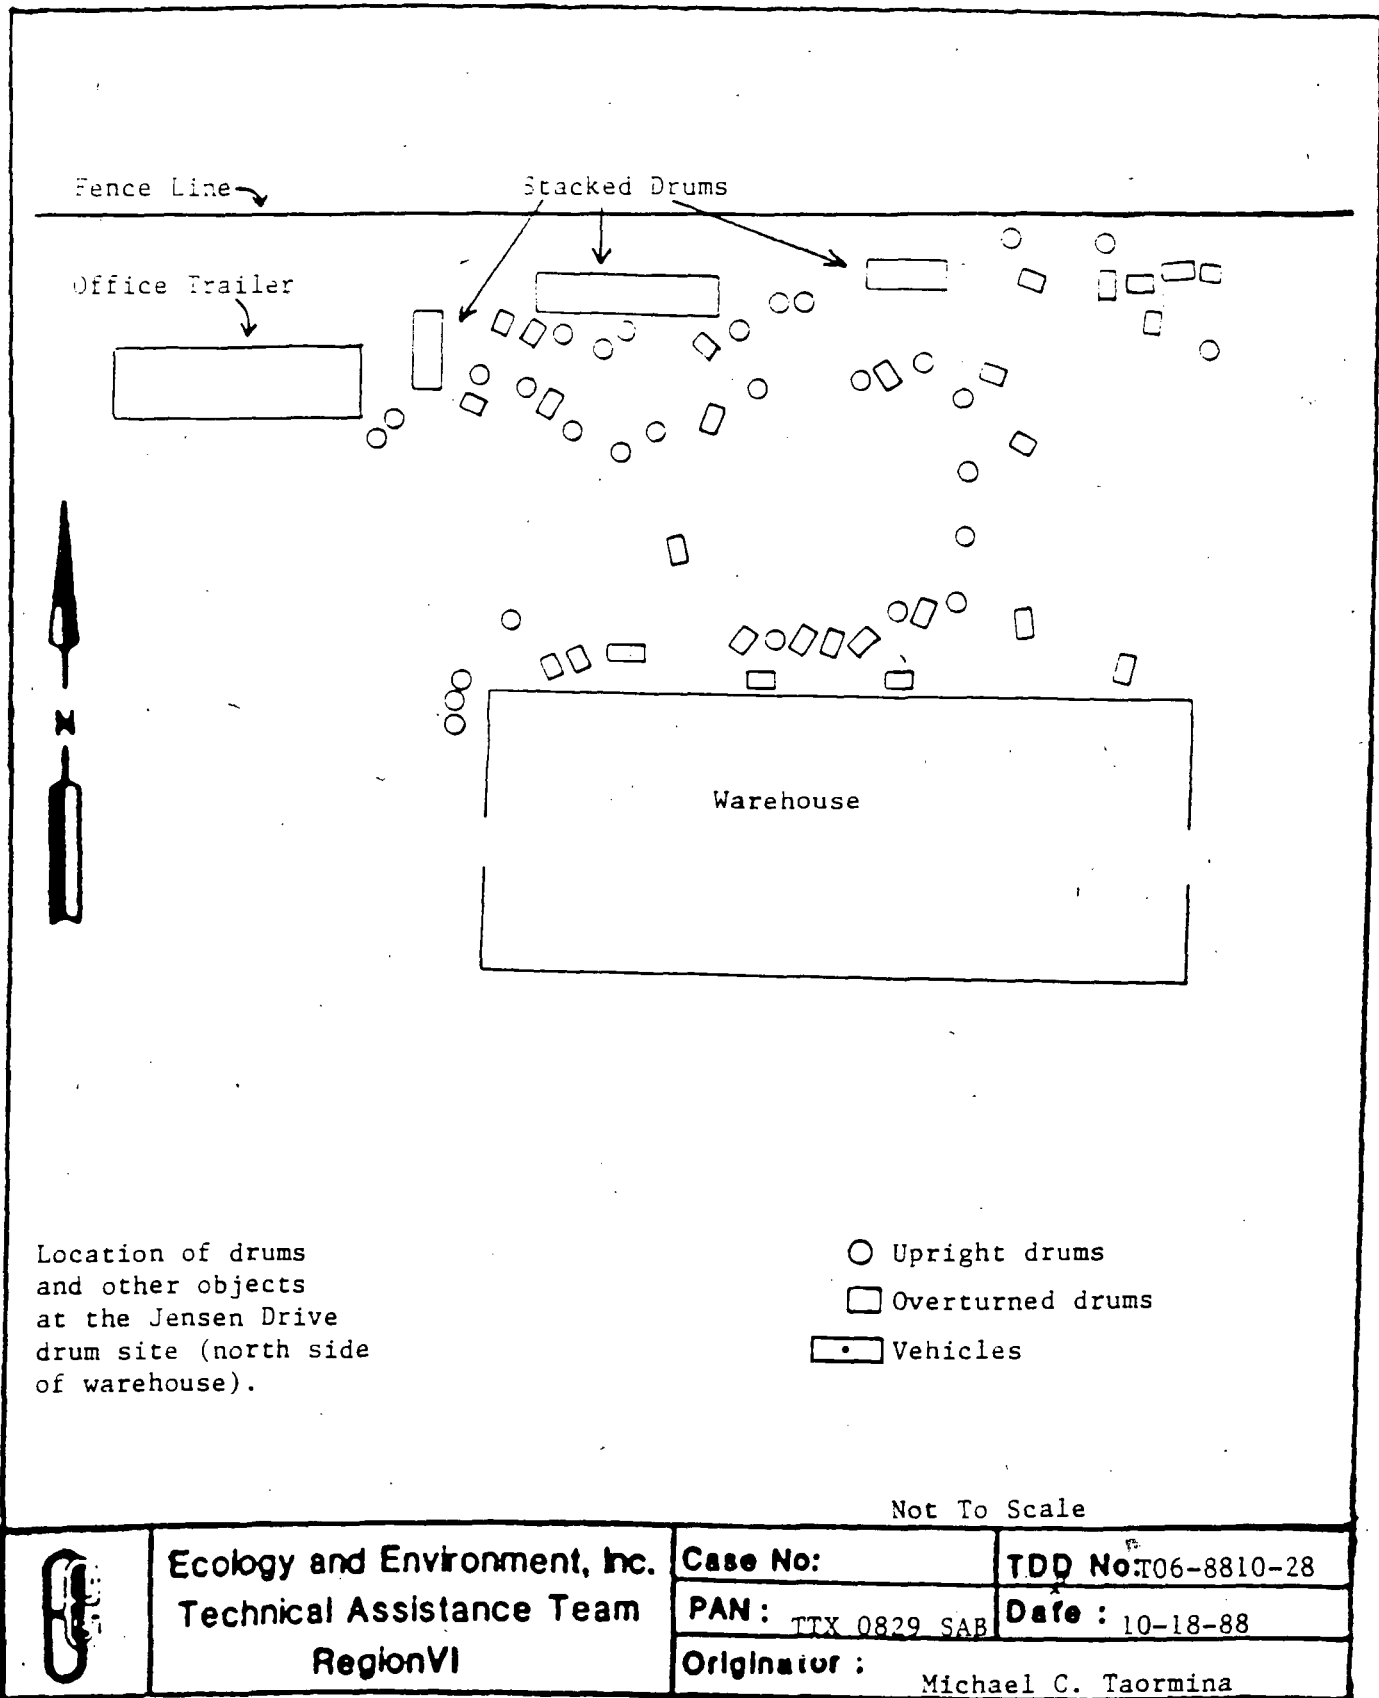 Fence Line
Stacked Drums
Office Trailer
Warehouse
Location of drums
and other objects
at the Jensen Drive
drum site (north side
of warehouse).
Upright drums
Overturned drums
Vehicles
Not To Scale
Ecology and Environment, Inc.
Technical Assistance Team
RegionVI
Case No:
TDD No:T06-8810-28
PAN: TTX 0829 SAB
Date: 10-18-88
Originator:
Michael C. Taormina